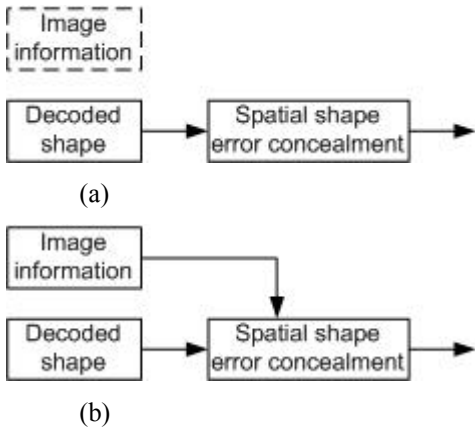 Image
information
Decoded
shape
Spatial shape
error concealment
(a)
Image
information
Decoded
shape
Spatial shape
error concealment
(b)